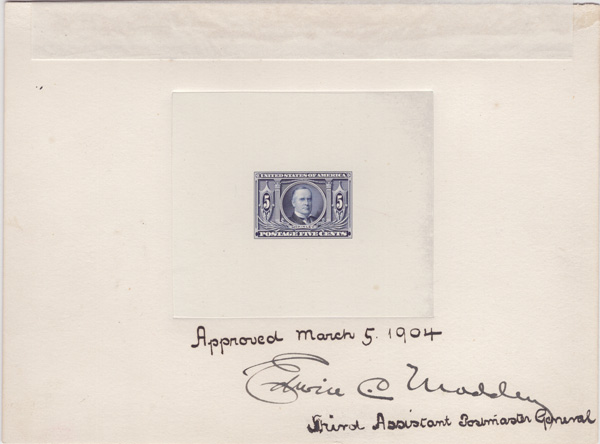 UNITED STATES OF AMERICA
5 5
POSTAGE FIVE CENTS
Approved March 5. 1904
Edwin C. Madden
Third Assistant Postmaster General